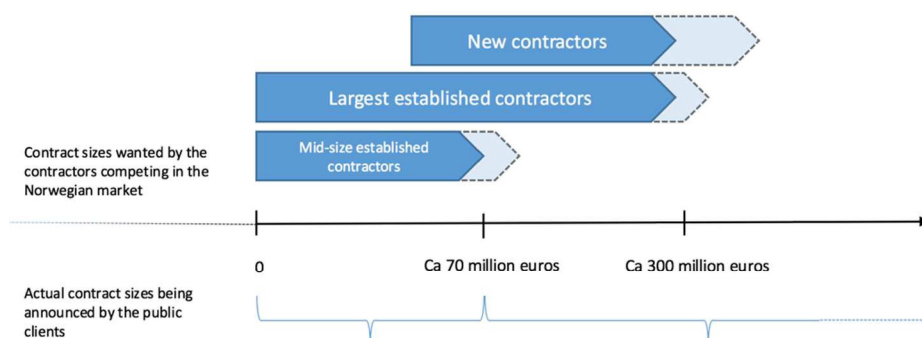 New contractors
Largest established contractors
Mid-size established
contractors
Contract sizes wanted by the
contractors competing in the
Norwegian market
0
Ca 70 million euros
Ca 300 million euros
Actual contract sizes being
announced by the public
clients